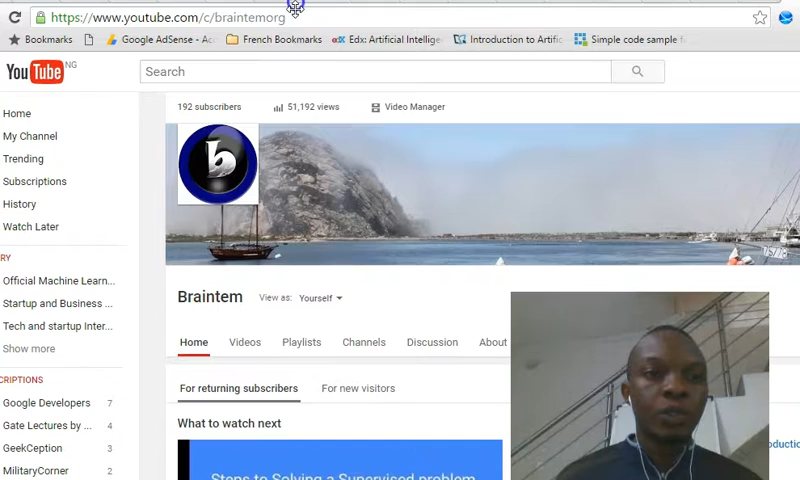 https://www.youtube.com/c/braintemorg
Bookmarks
Google AdSense - Acc
French Bookmarks
edX
Edx: Artificial Intellige
Introduction to Artific
Simple code sample f
YouTube NG
Search
Home
My Channel
Trending
Subscriptions
History
Watch Later
RY
Official Machine Learn...
Startup and Business ...
Tech and startup Inter...
Show more
CRIPTIONS
Google Developers 7
Gate Lectures by ... 4
GeekCeption 3
MilitaryCorner 2
192 subscribers
51,192 views
Video Manager
b
Braintem
View as: Yourself
Home
Videos
Playlists
Channels
Discussion
About
For returning subscribers
For new visitors
What to watch next
Steps to Solving a Supervised problem
oductio